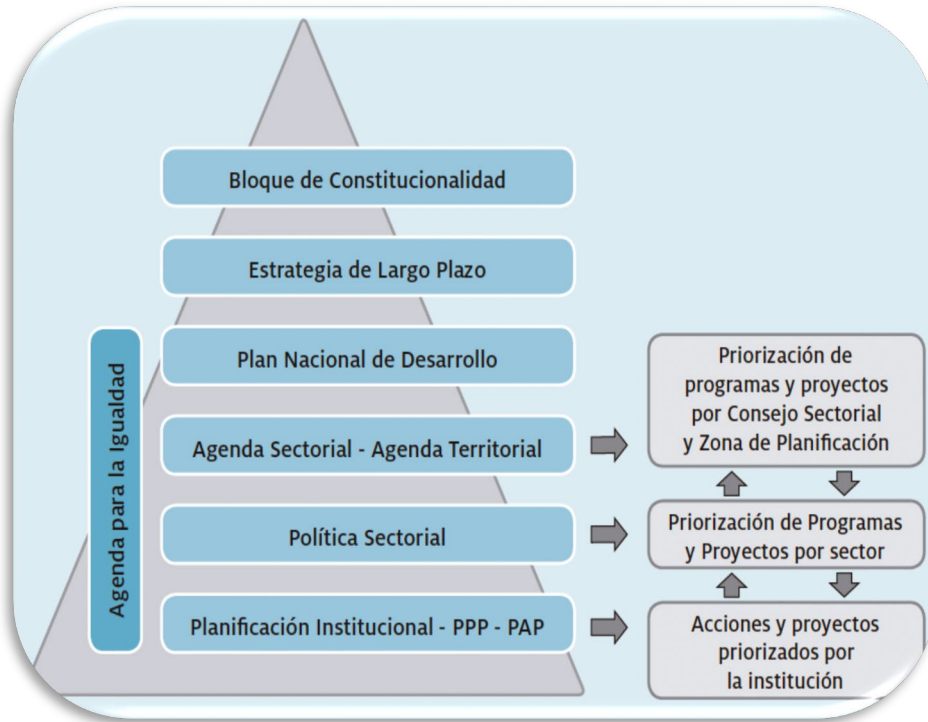 Bloque de Constitucionalidad
Estrategia de Largo Plazo
Plan Nacional de Desarrollo
Agenda Sectorial - Agenda Territorial
Política Sectorial
Planificación Institucional - PPP - PAP
Agenda para la Igualdad
Priorización de
programas y proyectos
por Consejo Sectorial
y Zona de Planificación
Priorización de Programas
y Proyectos por sector
Acciones y proyectos
priorizados por
la institución